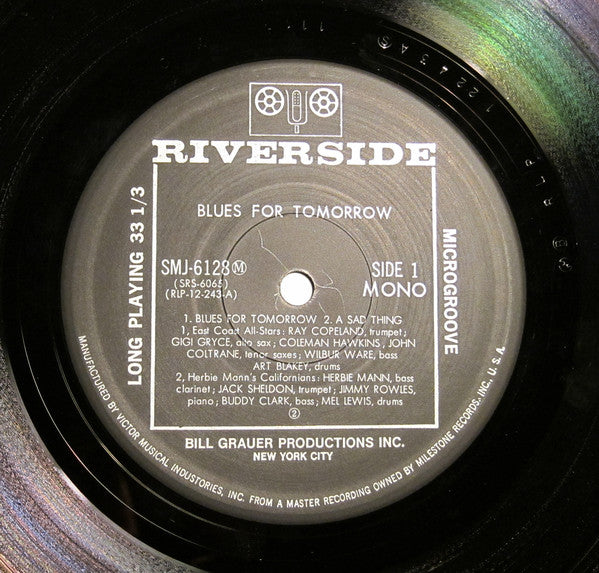 RIVERSIDE
BLUES FOR TOMORROW
LONG PLAYING 33 1/3
MICROGROOVE
SMJ-6128 Ⓜ
(SRS-6065)
(RLP-12-243-A)
SIDE 1
MONO
1. BLUES FOR TOMORROW 2. A SAD THING
1, East Coast All-Stars: RAY COPELAND, trumpet;
GIGI GRYCE, alto sax; COLEMAN HAWKINS, JOHN
COLTRANE, tenor saxes; WILBUR WARE, bass
ART BLAKEY, drums
2, Herbie Mann's Californians: HERBIE MANN, bass
clarinet; JACK SHELDON, trumpet; JIMMY ROWLES,
piano; BUDDY CLARK, bass; MEL LEWIS, drums
②
BILL GRAUER PRODUCTIONS INC.
NEW YORK CITY
MANUFACTURED BY VICTOR MUSICAL INDUSTORIES, INC. FROM A MASTER RECORDING OWNED BY MILESTONE RECORDS, INC., U.S.A.